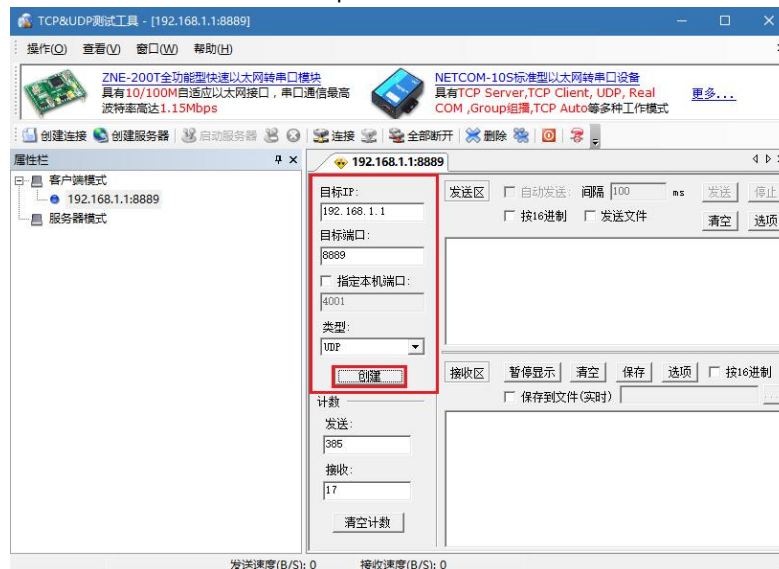 TCP&UDP测试工具 - [192.168.1.1:8889]
操作(O) 查看(V) 窗口(W) 帮助(H)
ZNE-200T全功能型快速以太网转串口模块
具有10/100M自适应以太网接口，串口通信最高
波特率高达1.15Mbps
NETCOM-10S标准型以太网转串口设备
具有TCP Server,TCP Client, UDP, Real
COM ,Group组播,TCP Auto等多种工作模式
更多...
创建连接 创建服务器 启动服务器 连接 全部断开 删除
属性栏
192.168.1.1:8889
客户端模式
192.168.1.1:8889
服务器模式
目标IP:
192.168.1.1
目标端口:
8889
指定本机端口:
4001
类型:
UDP
创建
计数
发送:
385
接收:
17
清空计数
发送区 自动发送: 间隔 100 ms 发送 停止
按16进制 发送文件 清空 选项
接收区 暂停显示 清空 保存 选项 按16进制
保存到文件(实时) ...
发送速度(B/S): 0 接收速度(B/S): 0